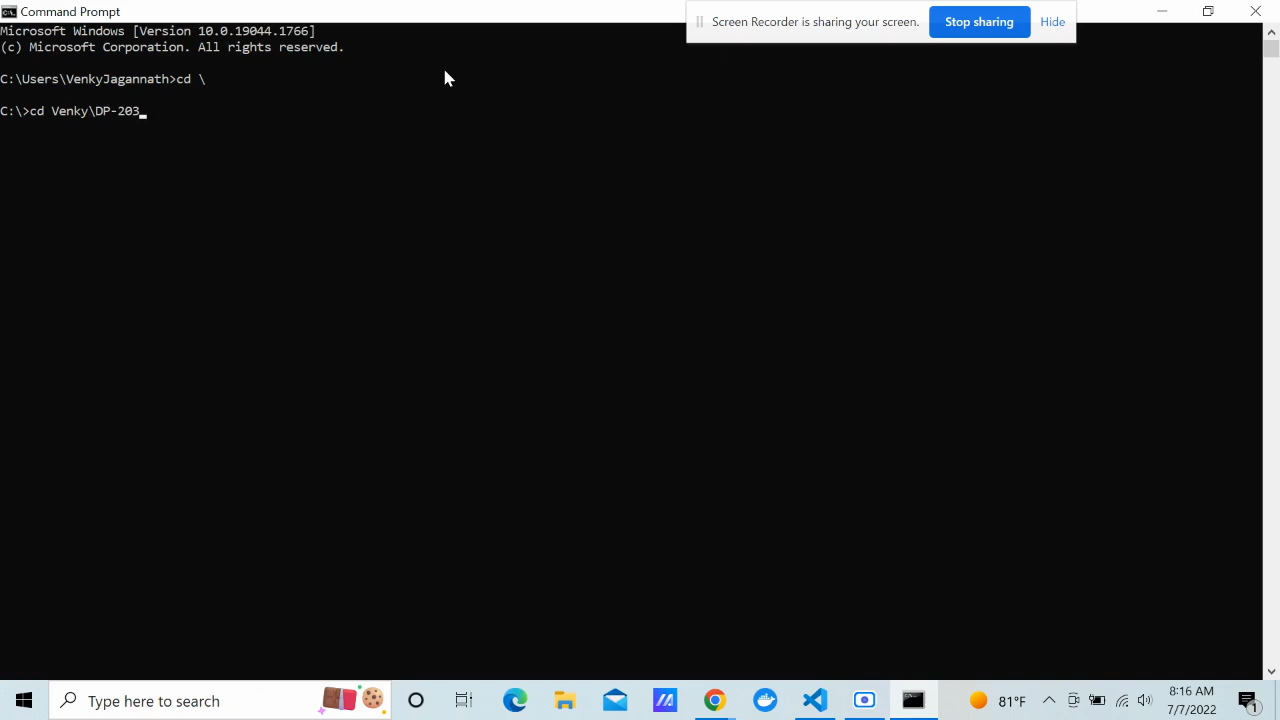 Command Prompt
Screen Recorder is sharing your screen.
Stop sharing
Hide
Microsoft Windows [Version 10.0.19044.1766]
(c) Microsoft Corporation. All rights reserved.
C:\Users\VenkyJagannath>cd \
C:\>cd Venky\DP-203
Type here to search
81°F
8:16 AM
7/7/2022
1